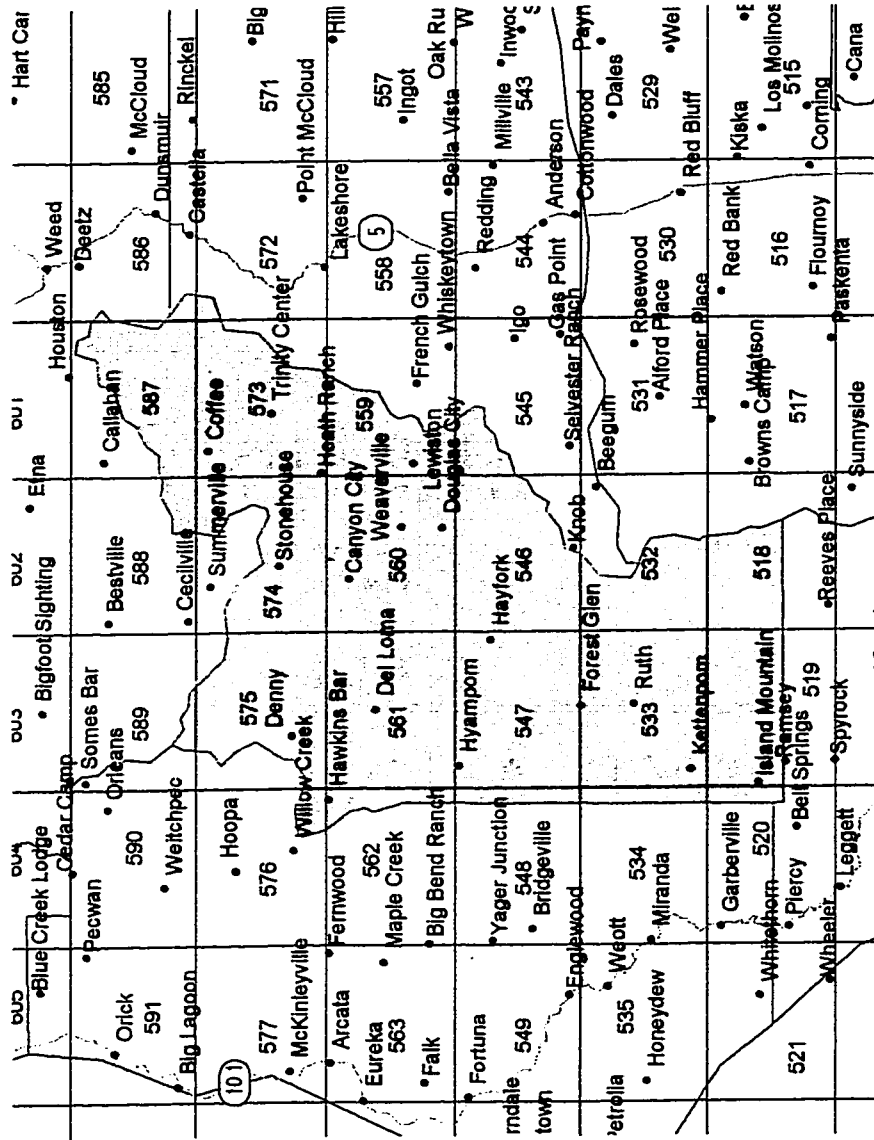 Blue Creek Lodge
Bigfoot Sighting
Etna
Hart Car
Cedar Camp
Houston
Weed
Pecwan
Somes Bar
Deetz
Orick
Orleans
Bestville
Callahan
591
590
589
588
587
586
585
McCloud
Weitchpec
Dunsmuir
Big Lagoon
Cecilville
Castella
Rinckel
Summerville
Coffee
101
Hoopa
577
576
575
574
573
572
571
Big
McKinleyville
Willow Creek
Denny
Stonehouse
Trinity Center
Point McCloud
Arcata
Fernwood
Hawkins Bar
Heath Ranch
Lakeshore
Hill
Canyon City
Eureka
5
563
562
561
560
559
558
557
Maple Creek
Del Loma
Weaverville
Ingot
Falk
Big Bend Ranch
Lewiston
French Gulch
Douglas City
Whiskeytown
Bella Vista
Oak Ru
W
Fortuna
Hyampom
Redding
Yager Junction
Hayfork
Millville
Inwoo
S
rndale
549
548
547
546
545
544
543
Igo
town
Bridgeville
Anderson
Gas Point
Englewood
Knob
Selvester Ranch
Cottonwood
Payn
Forest Glen
Beegum
Dales
Petrolia
Weott
535
534
533
532
531
530
529
Ruth
Rosewood
Honeydew
Miranda
Alford Place
Wel
Kettenpom
Hammer Place
Red Bluff
Garberville
Red Bank
Kiska
Whitethorn
Island Mountain
Browns Camp
Watson
Los Molinos
520
518
Ramsey
521
Piercy
Bell Springs
519
517
516
515
Reeves Place
Flournoy
Corning
Wheeler
Leggett
Spyrock
Sunnyside
Paskenta
Cana